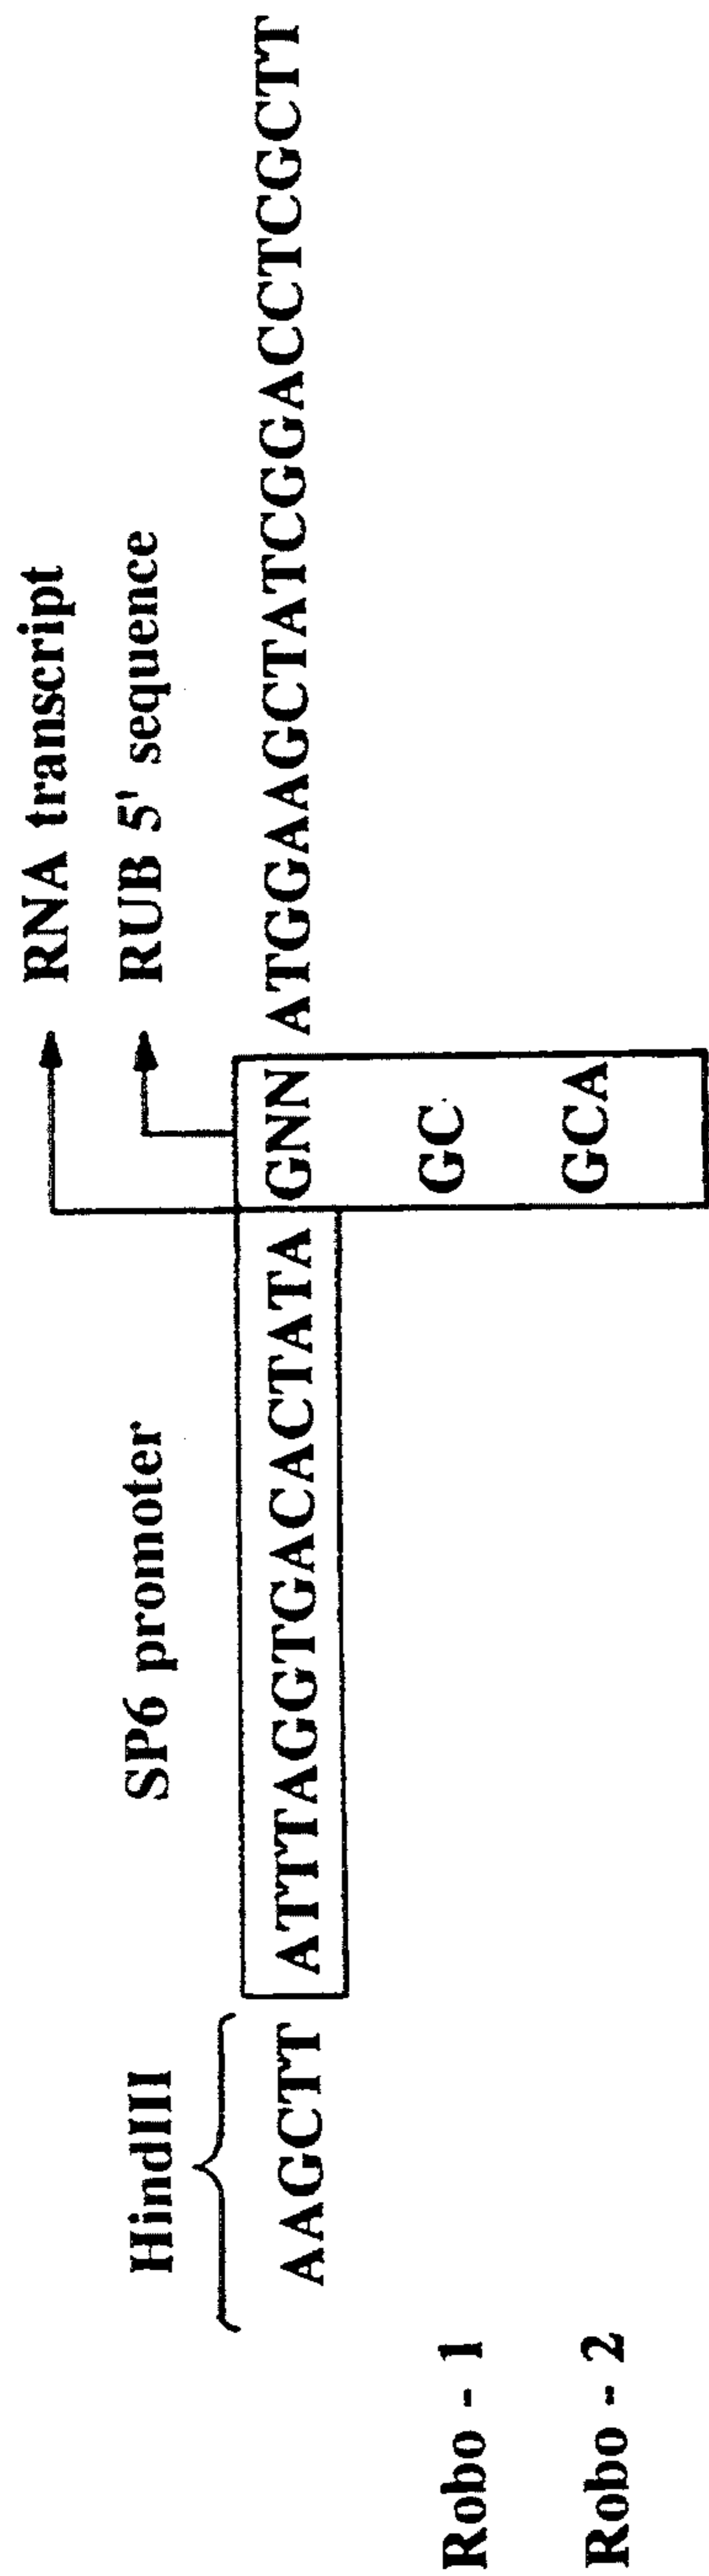 RNA transcript
RUB 5' sequence
HindIII SP6 promoter
AAGCTT ATTTAGGTGACACTATA GNN ATGGAAGCTATCGGACCTCGCTT
Robo - 1 GC
Robo - 2 GCA